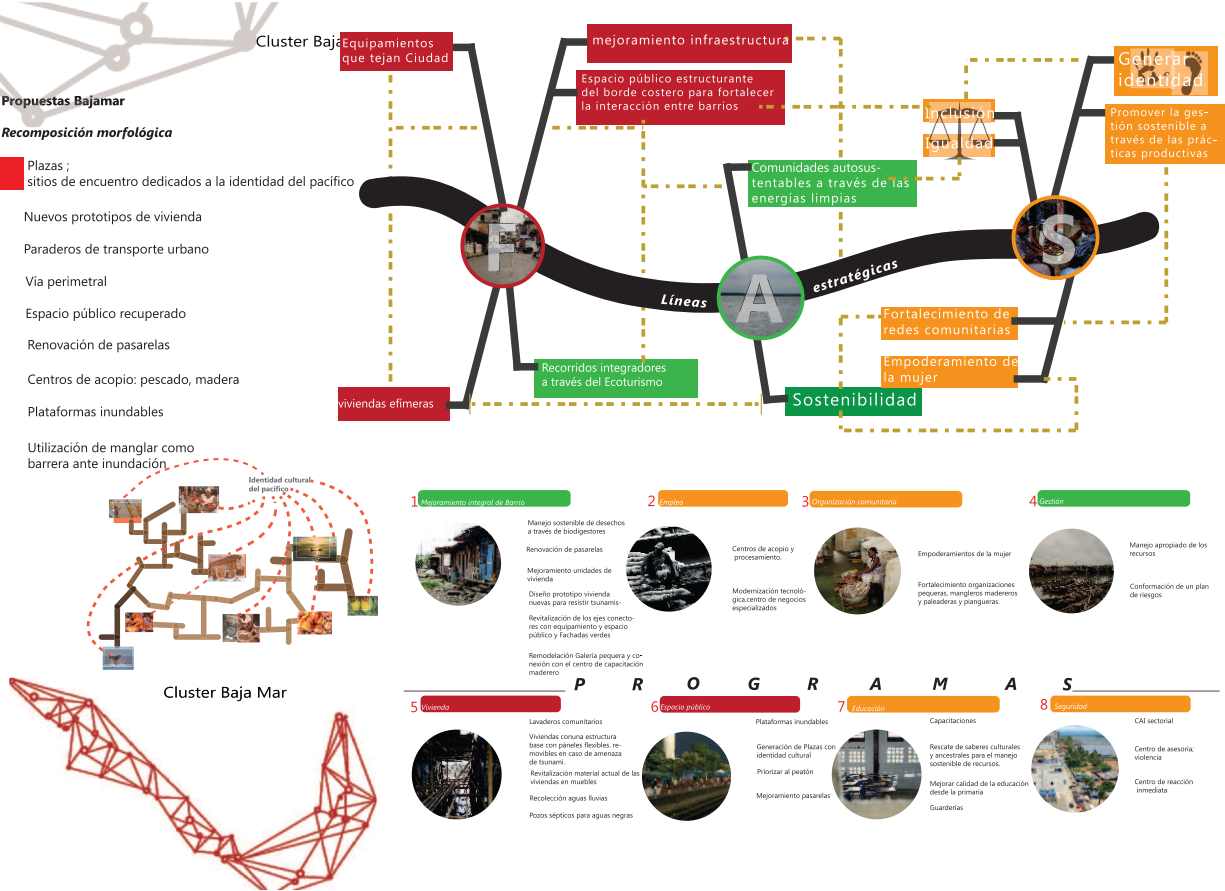 Cluster Baja
Propuestas Bajamar
Recomposición morfológica
Plazas ;
sitios de encuentro dedicados a la identidad del pacífico
Nuevos prototipos de vivienda
Paraderos de transporte urbano
Vía perimetral
Espacio público recuperado
Renovación de pasarelas
Centros de acopio: pescado, madera
Plataformas inundables
Utilización de manglar como
barrera ante inundación
Equipamientos
que tejan Ciudad
mejoramiento infraestructura
Espacio público estructurante
del borde costero para fortalecer
la interacción entre barrios
Comunidades autosus-
tentables a través de las
energías limpias
Inclusión
Igualdad
Generar
identidad
Promover la ges-
tión sostenible a
través de las prác-
ticas productivas
F
A
S
Líneas
estratégicas
Fortalecimiento de
redes comunitarias
Empoderamiento de
la mujer
Recorridos integradores
a través del Ecoturismo
viviendas efimeras
Sostenibilidad
Identidad cultural
del pacífico
Cluster Baja Mar
1 Mejoramiento integral de Barrio
Manejo sostenible de desechos
a través de biodigestores
Renovación de pasarelas
Mejoramiento unidades de
vivienda
Diseño prototipo vivienda
nuevas para resistir tsunamis-
Revitalización de los ejes conecto-
res con equipamiento y espacio
público y Fachadas verdes
Remodelación Galería pequera y co-
nexión con el centro de capacitación
maderero
2 Empleo
Centros de acopio y
procesamiento.
Modernización tecnoló-
gica.centro de negocios
especializados
3 Organización comunitaria
Empoderamientos de la mujer
Fortalecimiento organizaciones
pequeras, mangleros madereros
y paleaderas y piangueras.
4 Gestión
Manejo apropiado de los
recursos
Conformación de un plan
de riesgos
P R O G R A M A S
5 Vivienda
Lavaderos comunitarios
Viviendas conuna estructura
base con páneles flexibles. re-
movibles en caso de amenaza
de tsunami.
Revitalización material actual de las
viviendas en muebles
Recolección aguas lluvias
Pozos sépticos para aguas negras
6 Espacio público
Plataformas inundables
Generación de Plazas con
identidad cultural
Priorizar al peatón
Mejoramiento pasarelas
7 Educación
Capacitaciones
Rescate de saberes culturales
y ancestrales para el manejo
sostenible de recursos.
Mejorar calidad de la educación
desde la primaria
Guarderías
8 Seguridad
CAI sectorial
Centro de asesoría;
violencia
Centro de reacción
inmediata